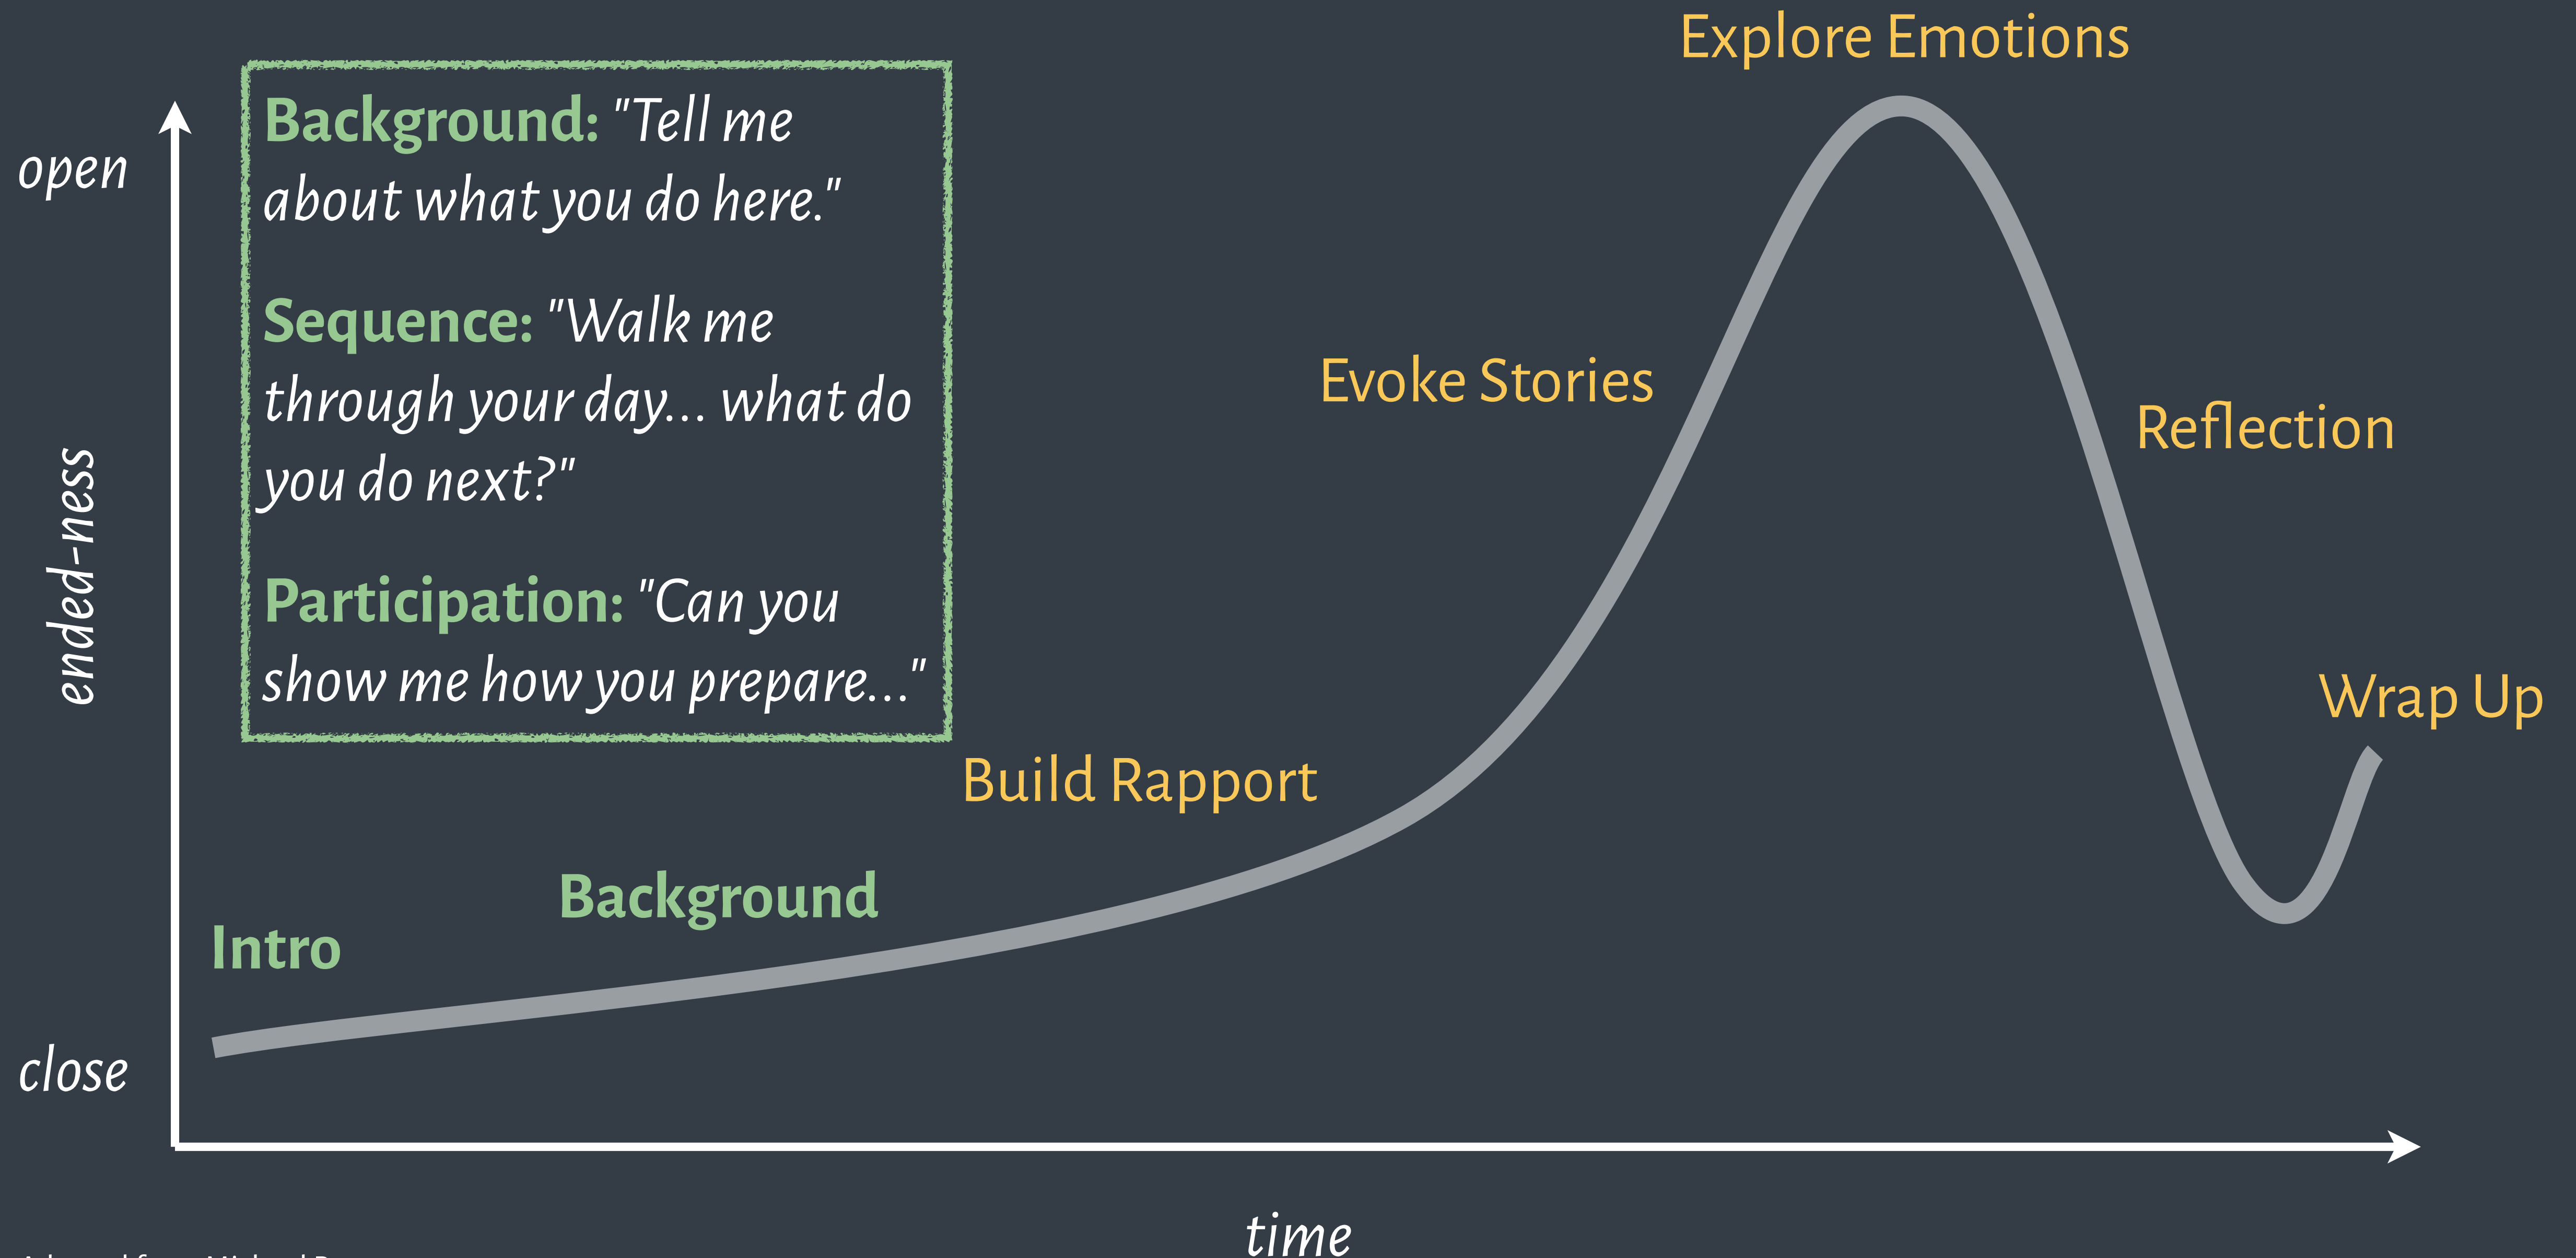 Explore Emotions
open
Background: "Tell me
about what you do here."
Sequence: "Walk me
through your day... what do
you do next?"
Participation: "Can you
show me how you prepare..."
ended-ness
Evoke Stories
Reflection
Wrap Up
Build Rapport
Background
Intro
close
time